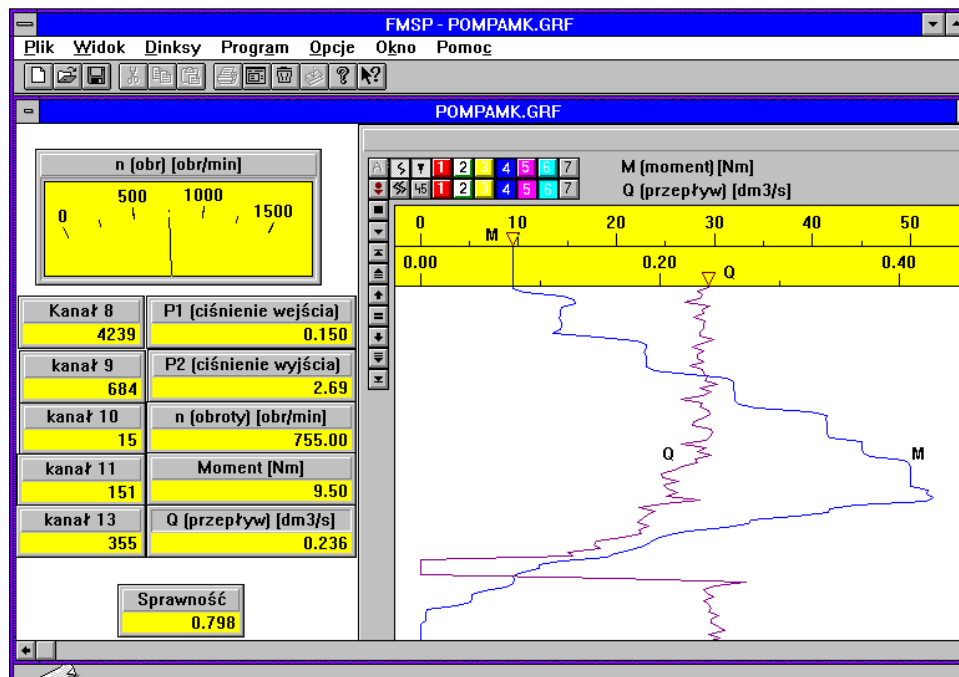 FMSP - POMPAMK.GRF
Plik Widok Dinksy Program Opcje Okno Pomoc
POMPAMK.GRF
n (obr) [obr/min]
0 500 1000 1500
A 1 2 3 4 5 6 7 M (moment) [Nm]
45 1 2 3 4 5 6 7 Q (przepływ) [dm3/s]
0 10 20 30 40 50
M
0.00 0.20 0.40
Q
Kanał 8
4239
P1 (ciśnienie wejścia)
0.150
kanał 9
684
P2 (ciśnienie wyjścia)
2.69
kanał 10
15
n (obroty) [obr/min]
755.00
kanał 11
151
Moment [Nm]
9.50
kanał 13
355
Q (przepływ) [dm3/s]
0.236
Q M
Sprawność
0.798